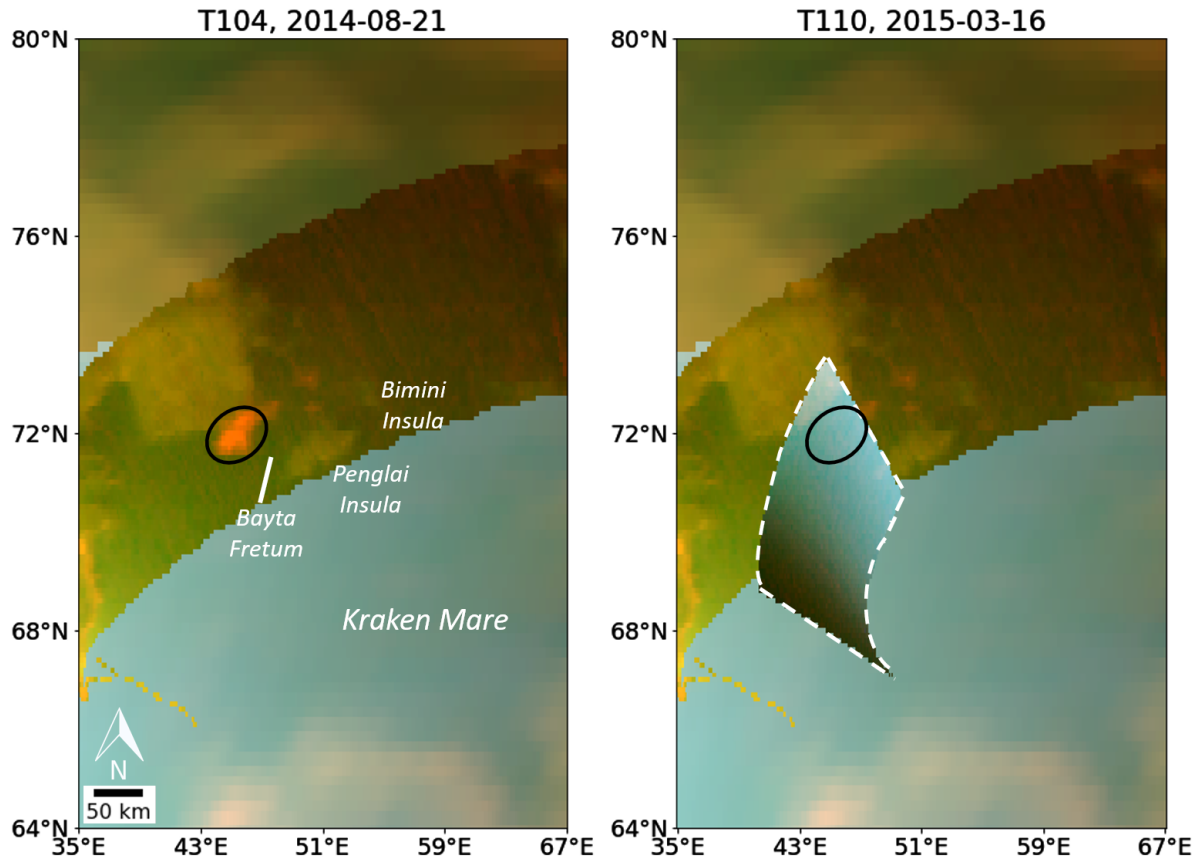 T104, 2014-08-21
T110, 2015-03-16
80°N
76°N
72°N
68°N
64°N
Bimini
Insula
Penglai
Insula
Bayta
Fretum
Kraken Mare
N
50 km
35°E
43°E
51°E
59°E
67°E
80°N
76°N
72°N
68°N
64°N
35°E
43°E
51°E
59°E
67°E